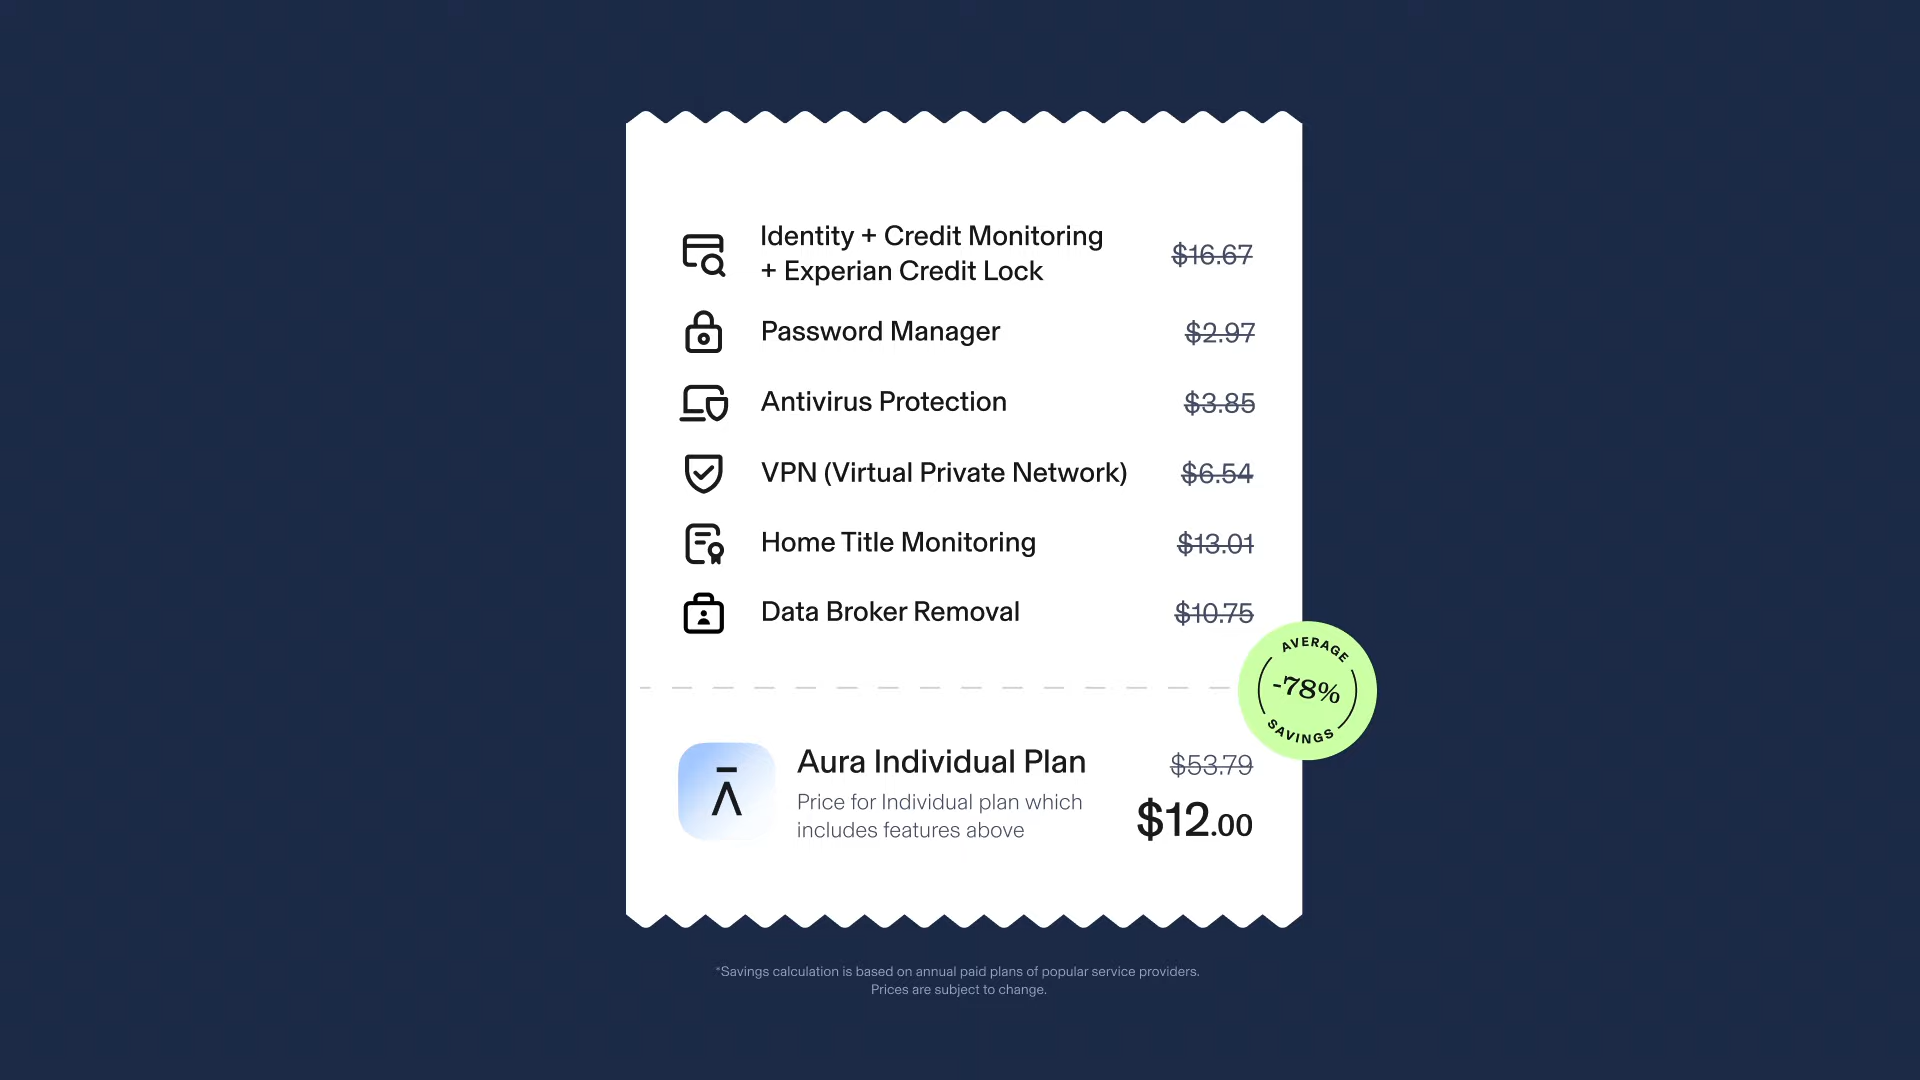 Identity + Credit Monitoring
+ Experian Credit Lock
$16.67
Password Manager
$2.97
Antivirus Protection
$3.85
VPN (Virtual Private Network)
$6.54
Home Title Monitoring
$13.01
Data Broker Removal
$10.75
AVERAGE
-78%
SAVINGS
Aura Individual Plan
$53.79
Price for Individual plan which
includes features above
$12.00
*Savings calculation is based on annual paid plans of popular service providers.
Prices are subject to change.